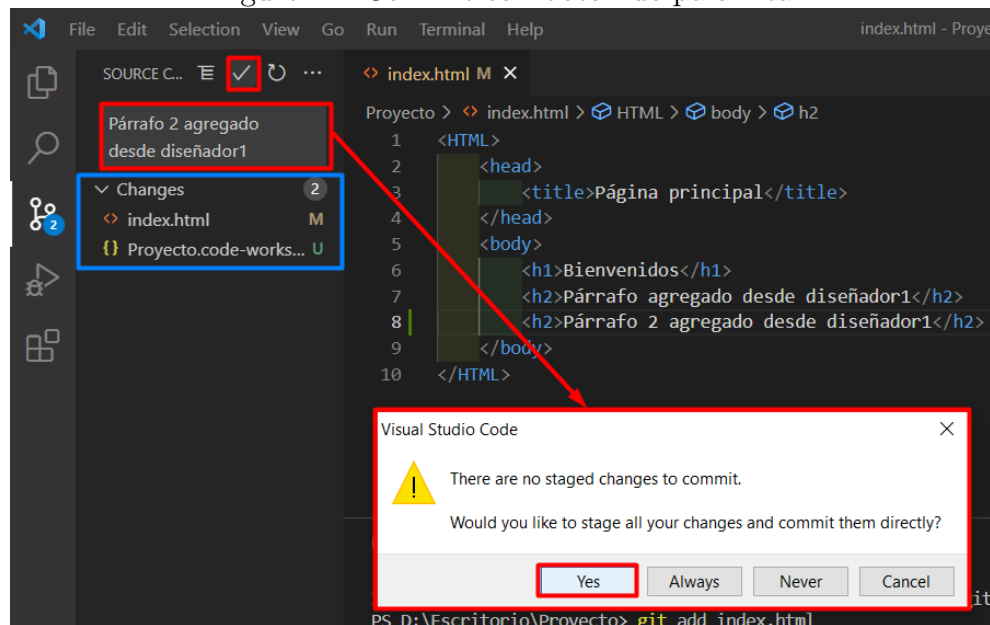 File Edit Selection View Go Run Terminal Help index.html - Proye
SOURCE C...
Párrafo 2 agregado
desde diseñador1
Changes 2
index.html M
Proyecto.code-works... U
2
index.html M
Proyecto > index.html > HTML > body > h2
1 <HTML>
2 <head>
3 <title>Página principal</title>
4 </head>
5 <body>
6 <h1>Bienvenidos</h1>
7 <h2>Párrafo agregado desde diseñador1</h2>
8 <h2>Párrafo 2 agregado desde diseñador1</h2>
9 </body>
10 </HTML>
Visual Studio Code
There are no staged changes to commit.
Would you like to stage all your changes and commit them directly?
Yes Always Never Cancel
PS D:\Escritorio\Proyecto> git add index.html